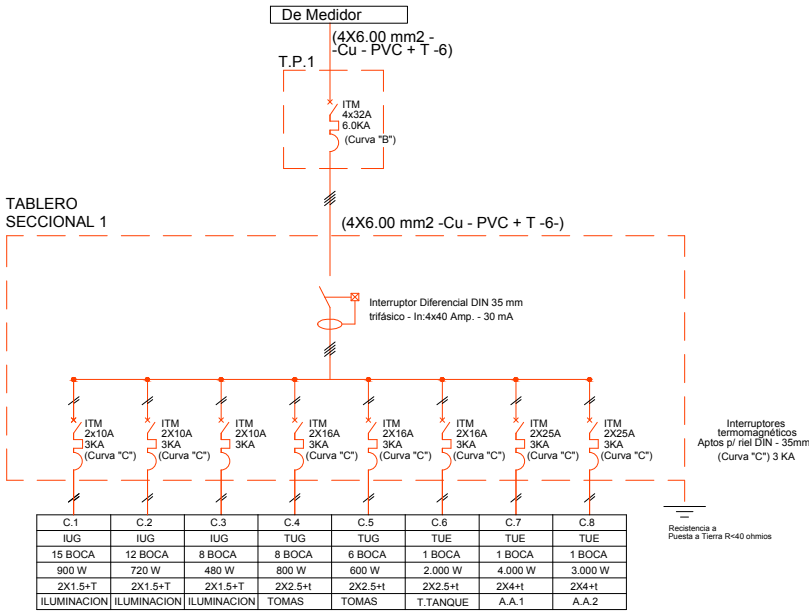 De Medidor
(4X6.00 mm2 -
-Cu - PVC + T -6)
T.P.1
ITM
4x32A
6.0KA
(Curva "B")
TABLERO
SECCIONAL 1
(4X6.00 mm2 -Cu - PVC + T -6-)
Interruptor Diferencial DIN 35 mm
trifásico - In:4x40 Amp. - 30 mA
ITM
2x10A
3KA
(Curva "C")
ITM
2X10A
3KA
(Curva "C")
ITM
2X10A
3KA
ITM
2X16A
3KA
(Curva "C")
ITM
2X16A
3KA
(Curva "C")
ITM
2X16A
3KA
(Curva "C")
ITM
2X25A
3KA
(Curva "C")
ITM
2X25A
3KA
(Curva "C")
Interruptores
termomagnéticos
Aptos p/ riel DIN - 35mm
(Curva "C") 3 KA
Recistencia a
Puesta a Tierra R<40 ohmios
C.1 C.2 C.3 C.4 C.5 C.6 C.7 C.8
IUG IUG IUG TUG TUG TUE TUE TUE
15 BOCA 12 BOCA 8 BOCA 8 BOCA 6 BOCA 1 BOCA 1 BOCA 1 BOCA
900 W 720 W 480 W 800 W 600 W 2.000 W 4.000 W 3.000 W
2X1.5+T 2X1.5+T 2X1.5+T 2X2.5+t 2X2.5+t 2X2.5+t 2X4+t 2X4+t
ILUMINACION ILUMINACION ILUMINACION TOMAS TOMAS T.TANQUE A.A.1 A.A.2